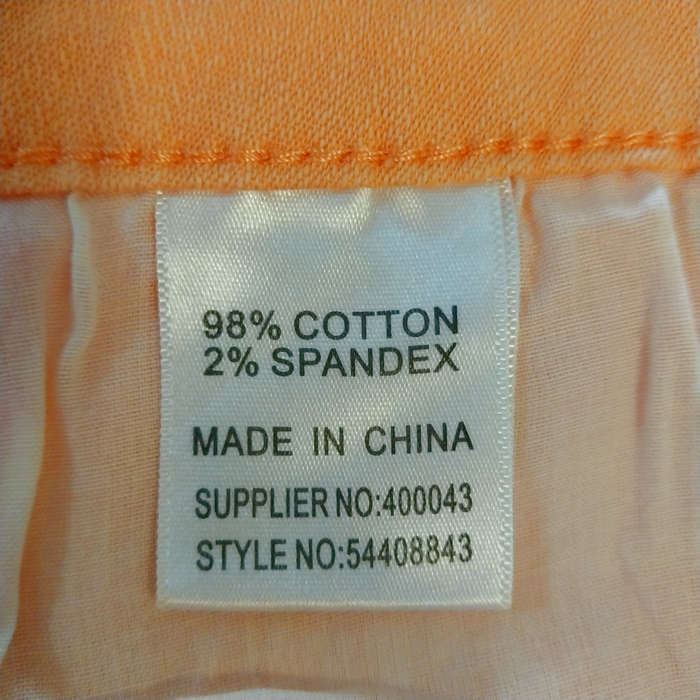 98% COTTON
2% SPANDEX
MADE IN CHINA
SUPPLIER NO:400043
STYLE NO:54408843